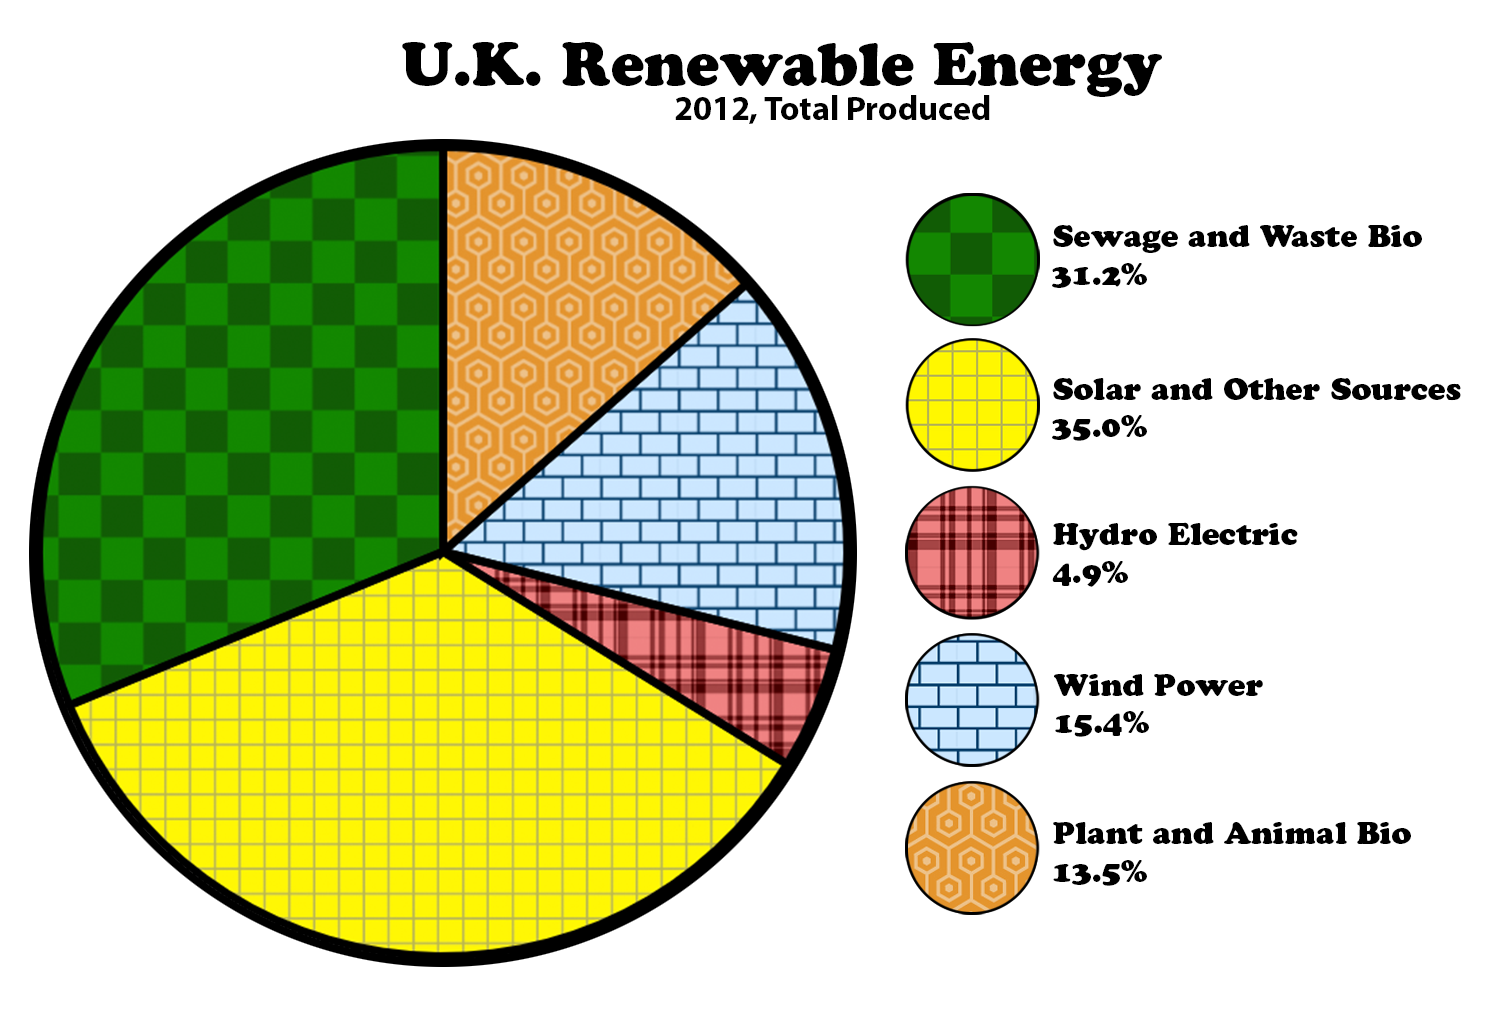 U.K. Renewable Energy
2012, Total Produced
Sewage and Waste Bio
31.2%
Solar and Other Sources
35.0%
Hydro Electric
4.9%
Wind Power
15.4%
Plant and Animal Bio
13.5%